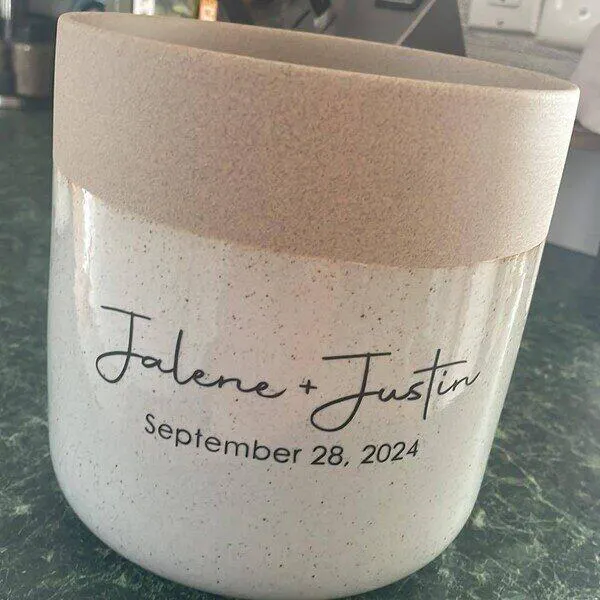 Jalene + Justin
September 28, 2024